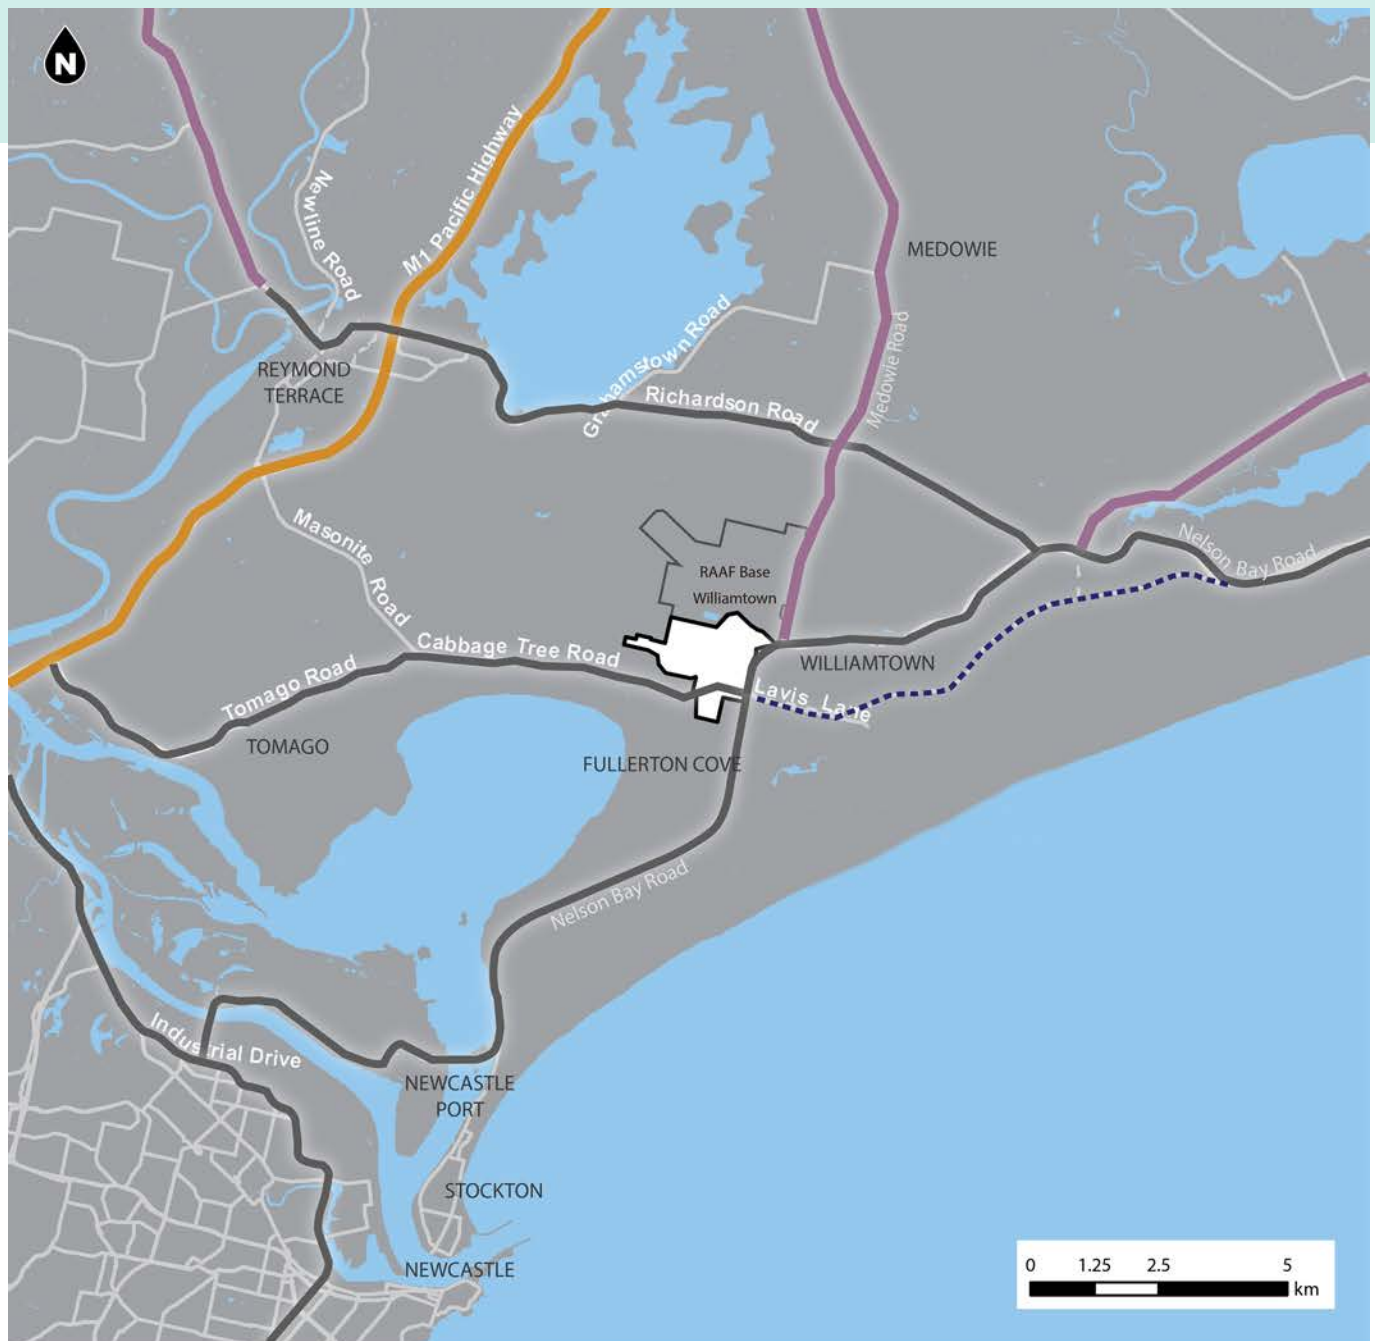 N
Newline Road
M1 Pacific Highway
MEDOWIE
Grahamstown Road
Medowie Road
REYMOND
TERRACE
Richardson Road
Masonite Road
Nelson Bay Road
RAAF Base
Williamtown
Cabbage Tree Road
WILLIAMTOWN
Tomago Road
Lavis Lane
TOMAGO
FULLERTON COVE
Nelson Bay Road
Industrial Drive
NEWCASTLE
PORT
STOCKTON
NEWCASTLE
0 1.25 2.5 5
km